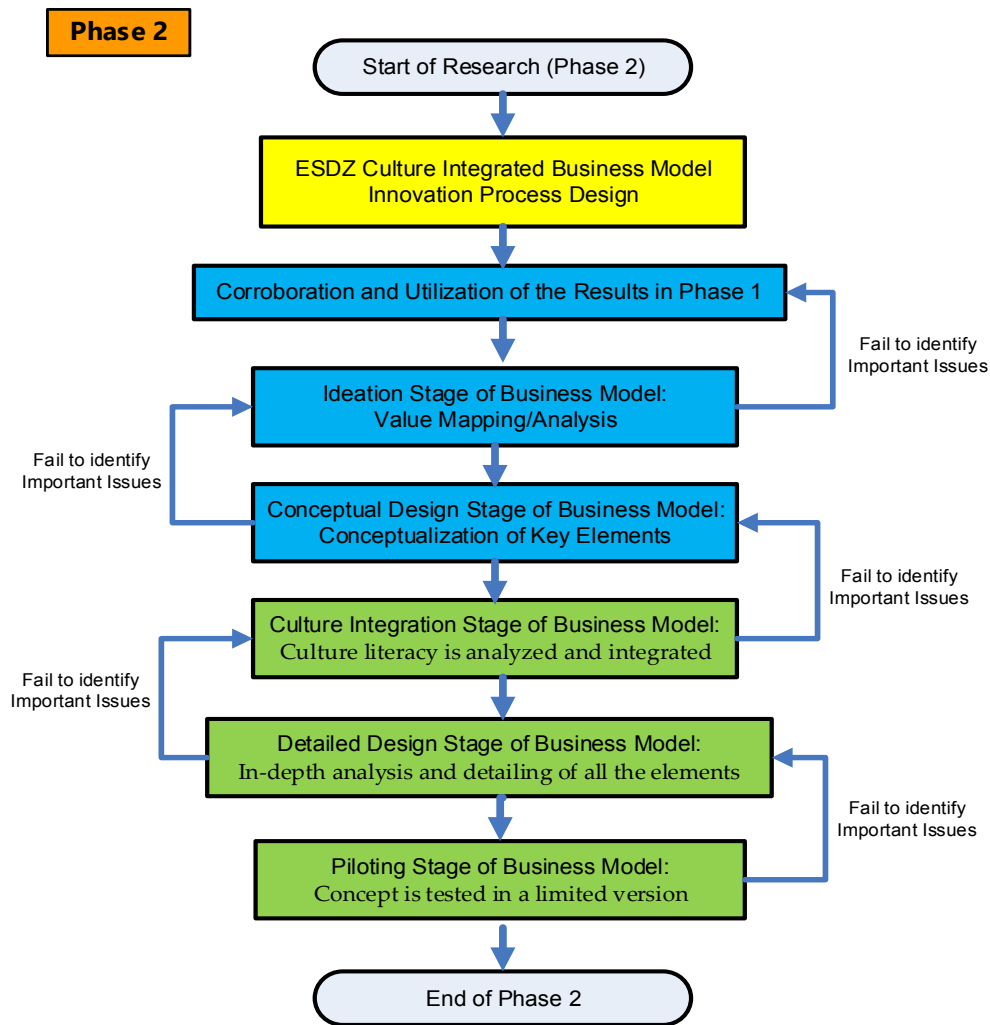 Phase 2
Start of Research (Phase 2)
ESDZ Culture Integrated Business Model
Innovation Process Design
Corroboration and Utilization of the Results in Phase 1
Fail to identify
Important Issues
Ideation Stage of Business Model:
Value Mapping/Analysis
Fail to identify
Important Issues
Conceptual Design Stage of Business Model:
Conceptualization of Key Elements
Fail to identify
Important Issues
Culture Integration Stage of Business Model:
Culture literacy is analyzed and integrated
Fail to identify
Important Issues
Detailed Design Stage of Business Model:
In-depth analysis and detailing of all the elements
Fail to identify
Important Issues
Piloting Stage of Business Model:
Concept is tested in a limited version
End of Phase 2